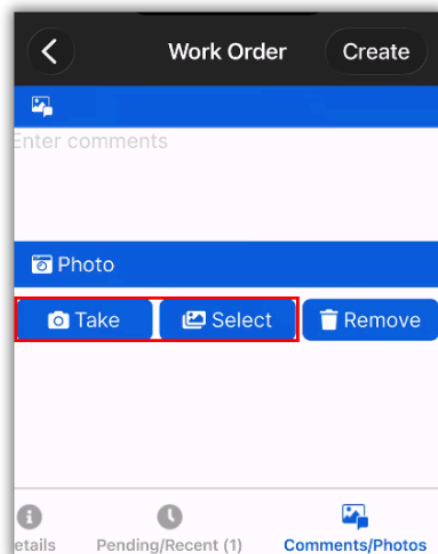 Work Order Create
Enter comments
Photo
Take Select Remove
etails Pending/Recent (1) Comments/Photos